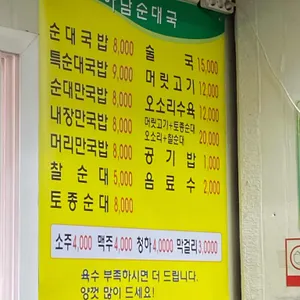 남순대국
순대국밥 8,000
특순대국밥 9,000
순대만국밥 8,000
내장만국밥 8,000
머리만국밥 8,000
찰순대 5,000
토종순대 8,000
술국 15,000
머릿고기 12,000
오소리수육 12,000
머릿고기+토종순대
오소리+찰순대 20,000
공기밥 1,000
음료수 2,000
소주4,000 맥주4,000 청하4,0000 막걸리3,0000
육수 부족하시면 더 드립니다.
양껏 많이 드세요!